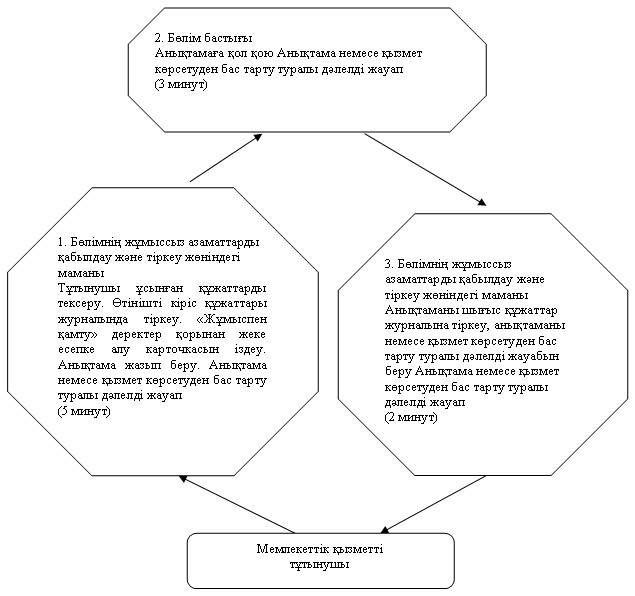 2. Бөлім бастығы
Анықтамаға қол қою Анықтама немесе қызмет
көрсетуден бас тарту туралы дәлелді жауап
(3 минут)
1. Бөлімнің жұмыссыз азаматтарды
қабылдау және тіркеу жөніндегі
маманы
Тұтынушы ұсынған құжаттарды
тексеру. Өтінішті кіріс құжаттары
журналында тіркеу. «Жұмыспен
қамту» деректер қорынан жеке
есепке алу карточкасын іздеу.
Анықтама жазып беру. Анықтама
немесе қызмет көрсетуден бас тарту
туралы дәлелді жауап
(5 минут)
3. Бөлімнің жұмыссыз
азаматтарды қабылдау және
тіркеу жөніндегі маманы
Анықтаманы шығыс құжаттар
журналына тіркеу, анықтаманы
немесе қызмет көрсетуден бас
тарту туралы дәлелді жауабын
беру Анықтама немесе қызмет
көрсетуден бас тарту туралы
дәлелді жауап
(2 минут)
Мемлекеттік қызметті
тұтынушы